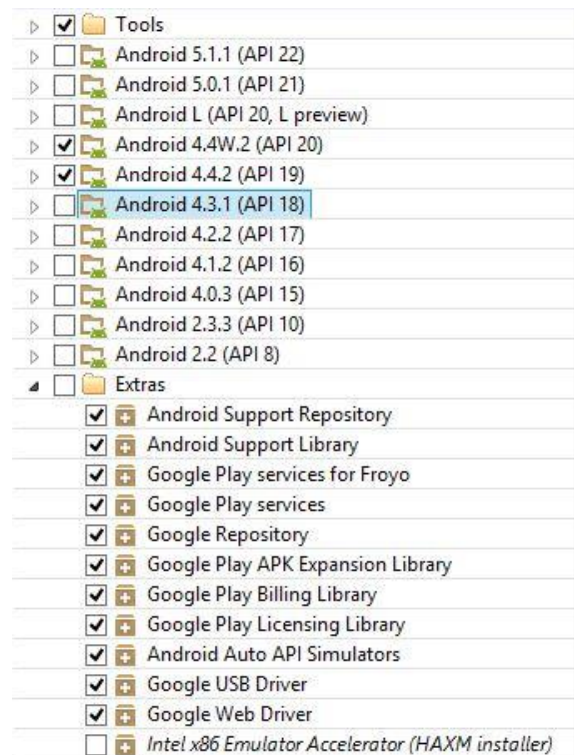 Tools
Android 5.1.1 (API 22)
Android 5.0.1 (API 21)
Android L (API 20, L preview)
Android 4.4W.2 (API 20)
Android 4.4.2 (API 19)
Android 4.3.1 (API 18)
Android 4.2.2 (API 17)
Android 4.1.2 (API 16)
Android 4.0.3 (API 15)
Android 2.3.3 (API 10)
Android 2.2 (API 8)
Extras
Android Support Repository
Android Support Library
Google Play services for Froyo
Google Play services
Google Repository
Google Play APK Expansion Library
Google Play Billing Library
Google Play Licensing Library
Android Auto API Simulators
Google USB Driver
Google Web Driver
Intel x86 Emulator Accelerator (HAXM installer)